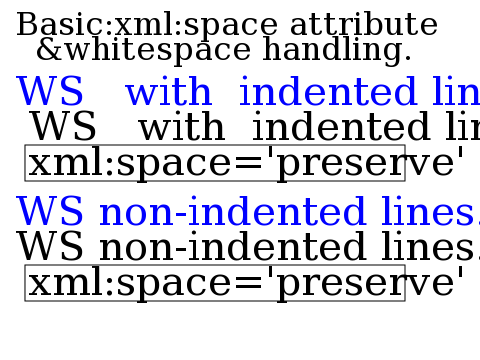 Basic:xml:space attribute
&whitespace handling.
WS   with  indented lin
WS   with  indented lin
xml:space='preserve'
WS non-indented lines.
WS non-indented lines.
xml:space='preserve'